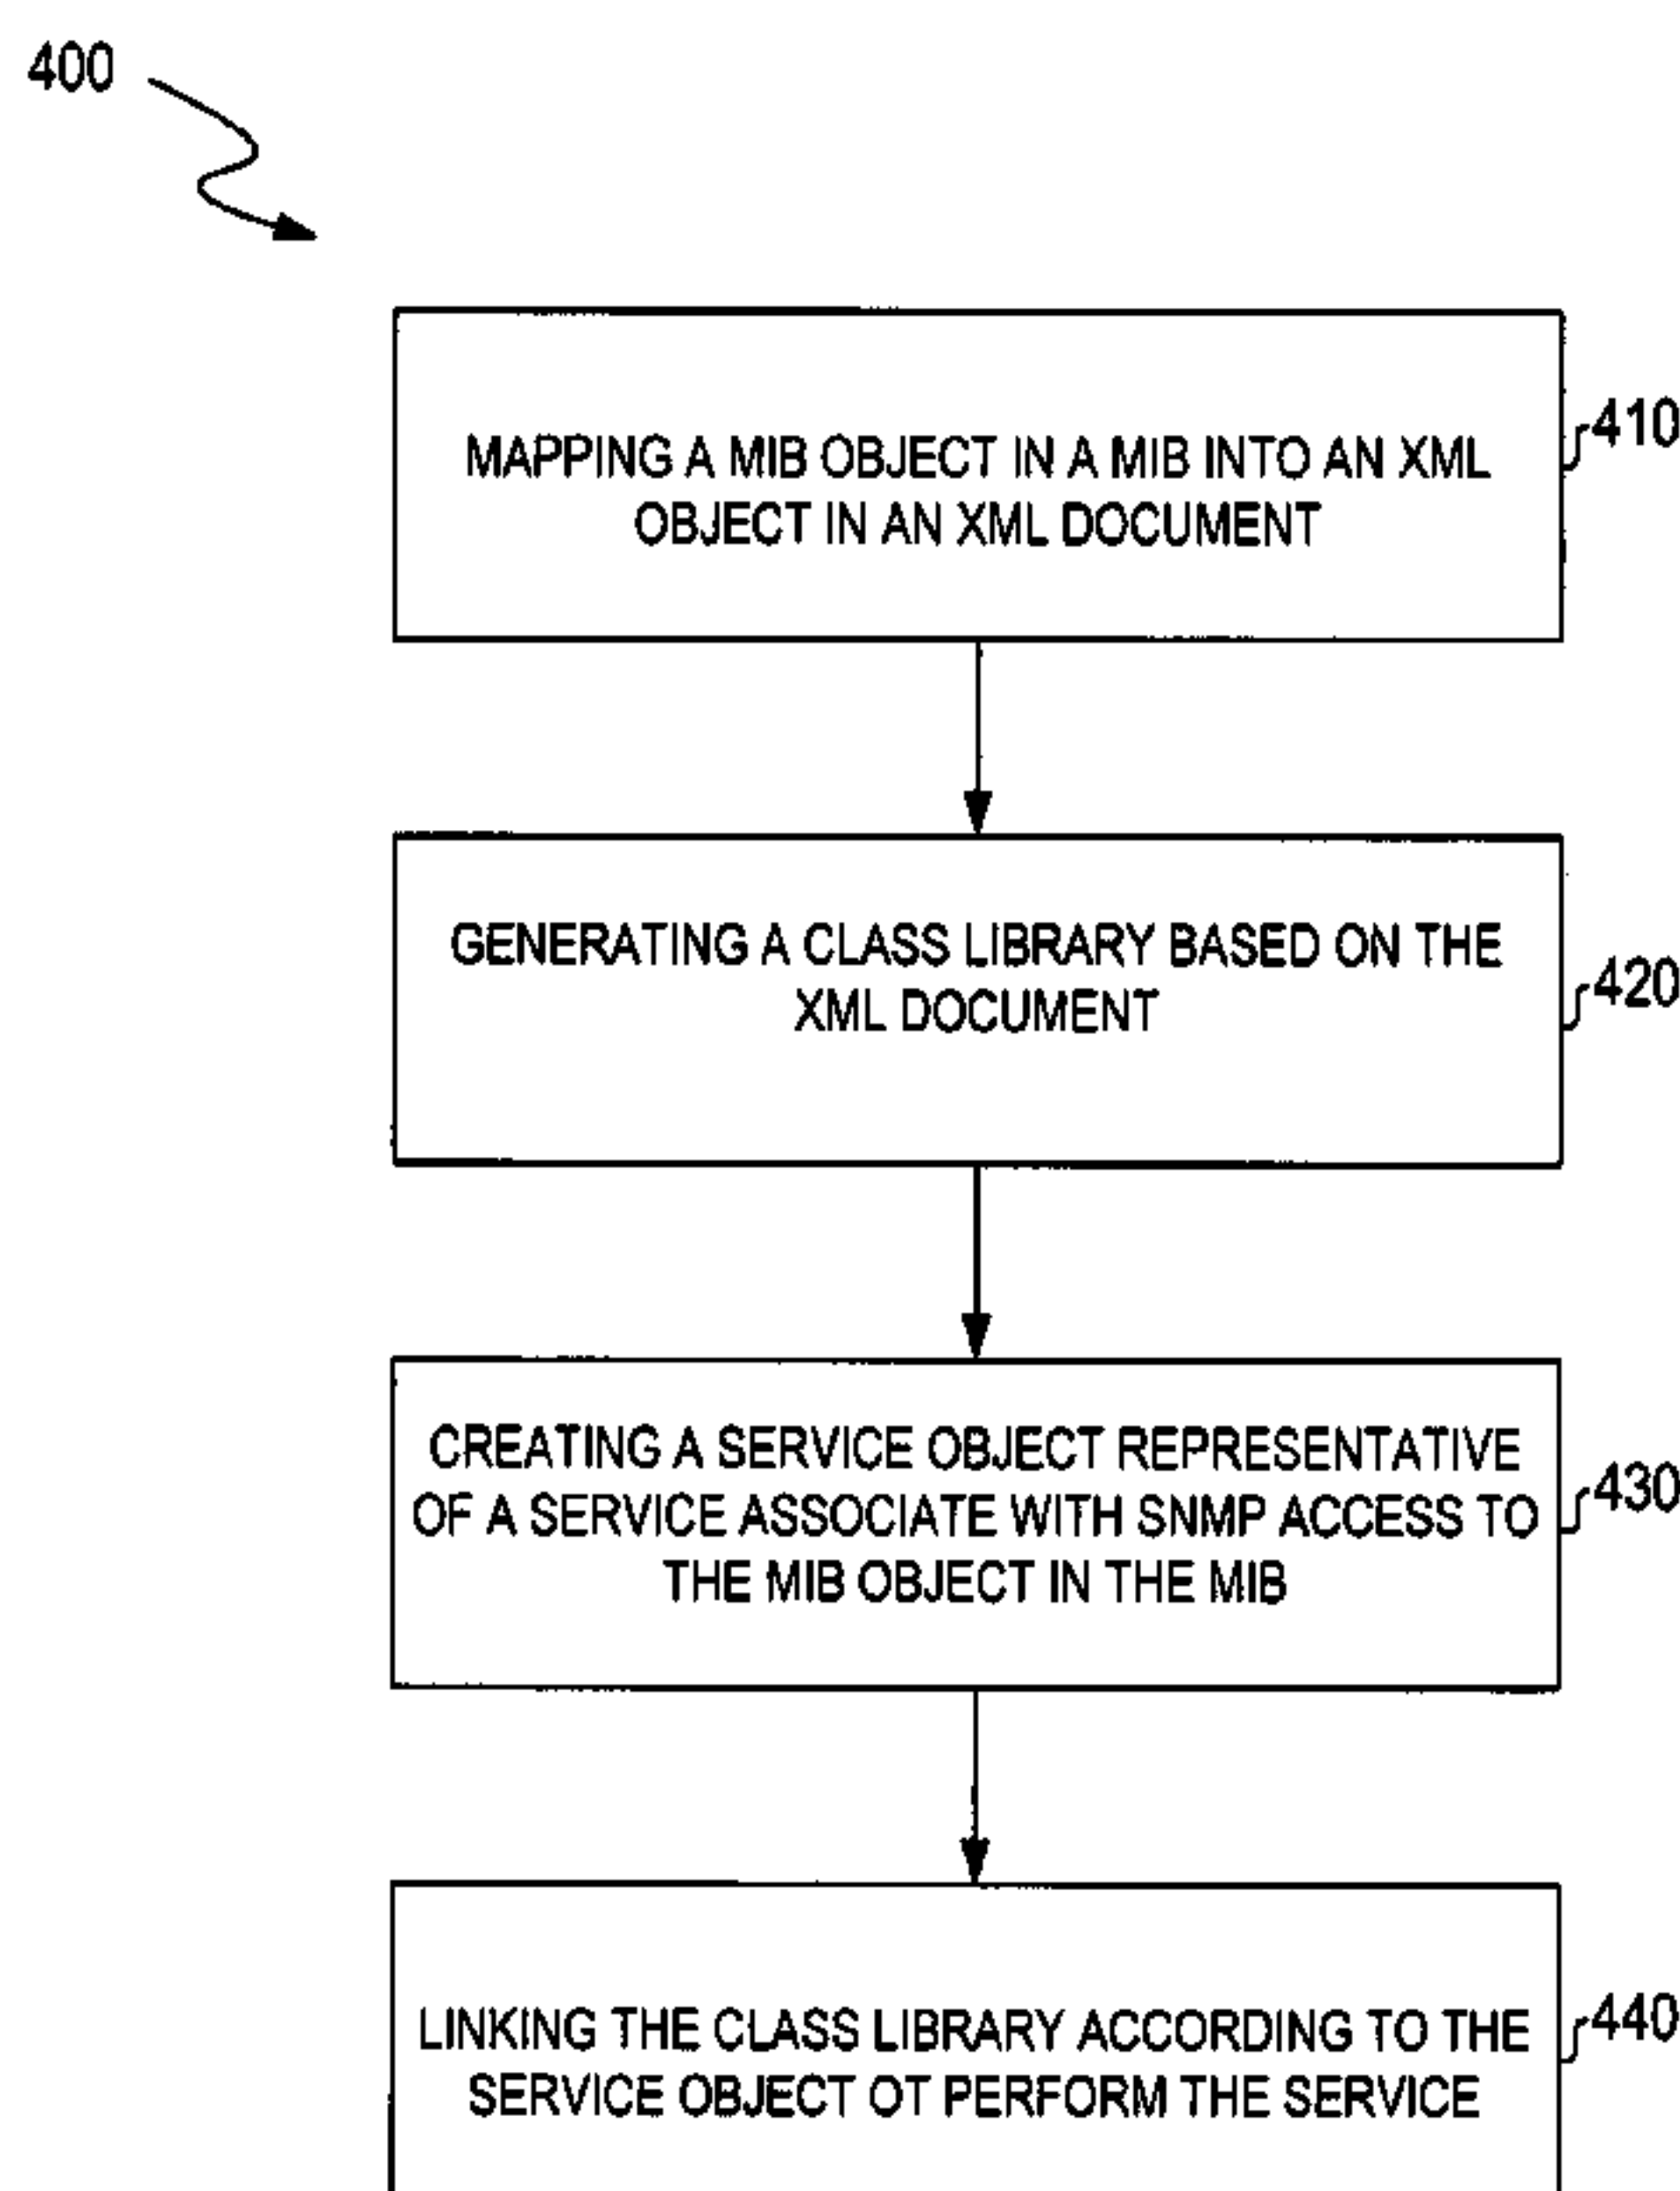 400
MAPPING A MIB OBJECT IN A MIB INTO AN XML
OBJECT IN AN XML DOCUMENT
410
GENERATING A CLASS LIBRARY BASED ON THE
XML DOCUMENT
420
CREATING A SERVICE OBJECT REPRESENTATIVE
OF A SERVICE ASSOCIATE WITH SNMP ACCESS TO
THE MIB OBJECT IN THE MIB
430
LINKING THE CLASS LIBRARY ACCORDING TO THE
SERVICE OBJECT OT PERFORM THE SERVICE
440